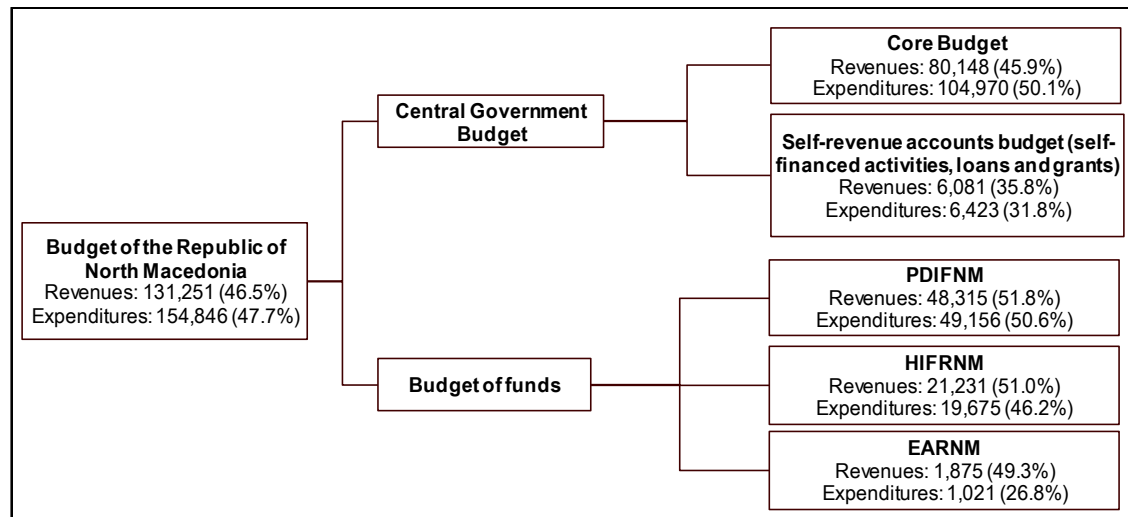 Core Budget
Revenues: 80,148 (45.9%)
Expenditures: 104,970 (50.1%)
Central Government
Budget
Self-revenue accounts budget (self-
financed activities, loans and grants)
Revenues: 6,081 (35.8%)
Expenditures: 6,423 (31.8%)
Budget of the Republic of
North Macedonia
Revenues: 131,251 (46.5%)
Expenditures: 154,846 (47.7%)
PDIFNM
Revenues: 48,315 (51.8%)
Expenditures: 49,156 (50.6%)
Budget of funds
HIFRNM
Revenues: 21,231 (51.0%)
Expenditures: 19,675 (46.2%)
EARNM
Revenues: 1,875 (49.3%)
Expenditures: 1,021 (26.8%)